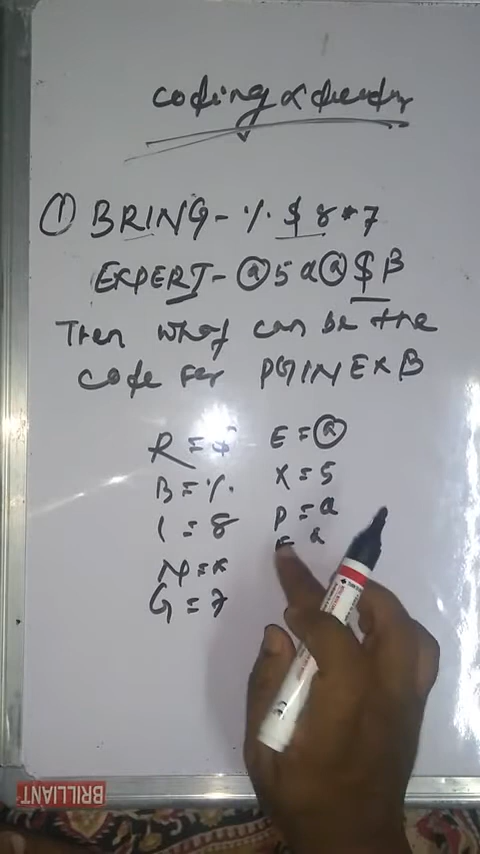 coding & decoding
① BRING - % $ 8 * 7
EXPERT - @ 5 α @ $ β
Then what can be the
code for PGINEXB
R = $ E = @
B = % X = 5
I = 8 P = α
N = *
G = 7
BRILLIANT